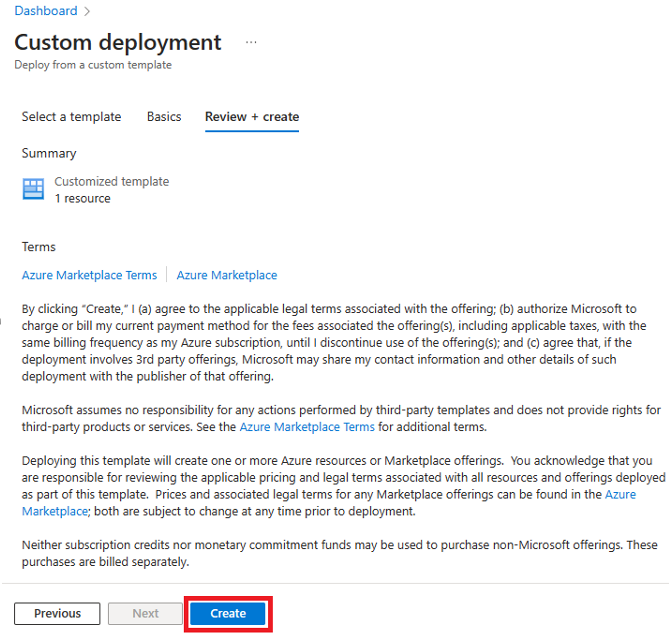 Dashboard >
Custom deployment ...
Deploy from a custom template
Select a template Basics Review + create
Summary
Customized template
1 resource
Terms
Azure Marketplace Terms Azure Marketplace
By clicking "Create," I (a) agree to the applicable legal terms associated with the offering; (b) authorize Microsoft to
charge or bill my current payment method for the fees associated the offering(s), including applicable taxes, with the
same billing frequency as my Azure subscription, until I discontinue use of the offering(s); and (c) agree that, if the
deployment involves 3rd party offerings, Microsoft may share my contact information and other details of such
deployment with the publisher of that offering.
Microsoft assumes no responsibility for any actions performed by third-party templates and does not provide rights for
third-party products or services. See the Azure Marketplace Terms for additional terms.
Deploying this template will create one or more Azure resources or Marketplace offerings. You acknowledge that you
are responsible for reviewing the applicable pricing and legal terms associated with all resources and offerings deployed
as part of this template. Prices and associated legal terms for any Marketplace offerings can be found in the Azure
Marketplace; both are subject to change at any time prior to deployment.
Neither subscription credits nor monetary commitment funds may be used to purchase non-Microsoft offerings. These
purchases are billed separately.
Previous Next Create